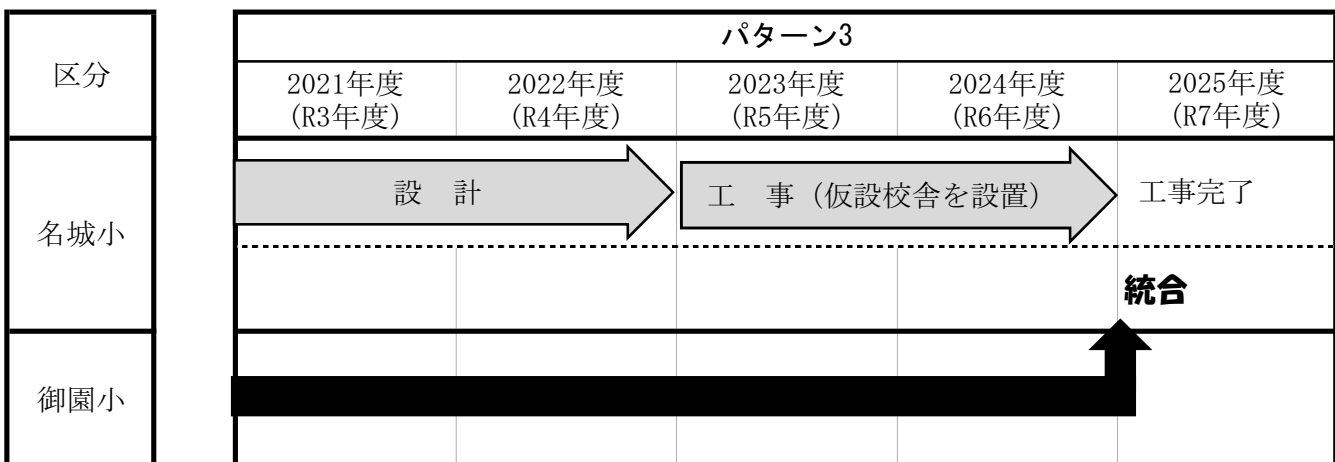 区分
パターン3
2021年度
(R3年度)
2022年度
(R4年度)
2023年度
(R5年度)
2024年度
(R6年度)
2025年度
(R7年度)
名城小
設　計
工　事（仮設校舎を設置）
工事完了
統合
御園小